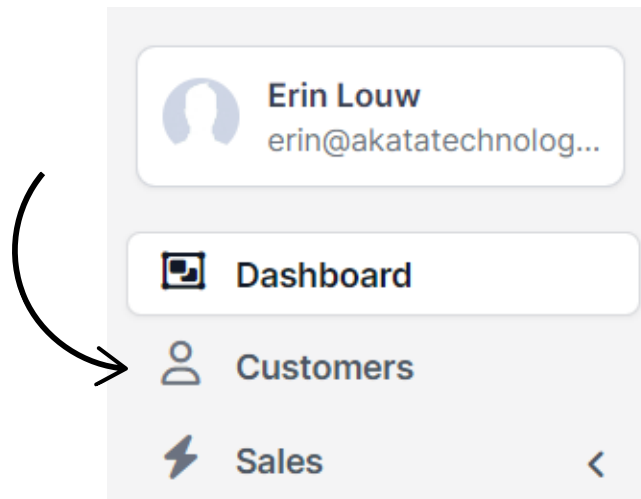 Erin Louw
erin@akatatechnolog...
Dashboard
Customers
Sales